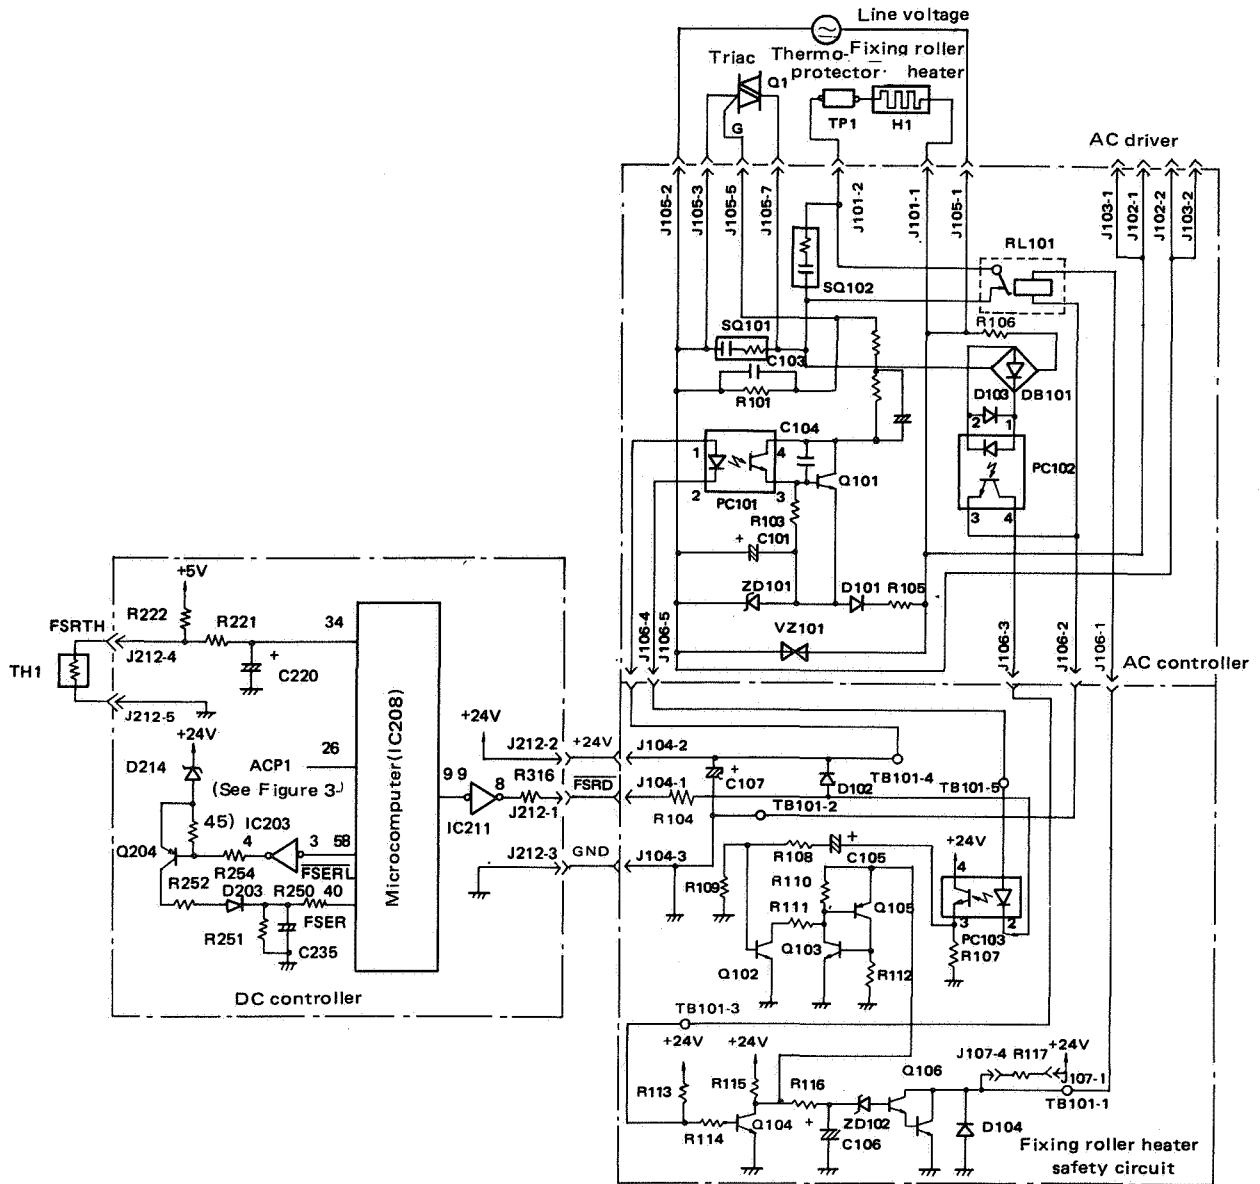 Line voltage
Triac
Thermo-
protector
Fixing roller
heater
Q1
G
TP1
H1
AC driver
J105-2
J105-3
J105-5
J105-7
J101-2
J101-1
J105-1
J103-1
J102-1
J102-2
J103-2
RL101
SQ102
R106
SQ101
C103
R101
D103
DB101
2
1
C104
1
4
2
3
PC101
Q101
PC102
3
4
R103
+
C101
ZD101
D101
R105
VZ101
J106-4
J106-5
J106-3
J106-2
J106-1
AC controller
+5V
R222
FSRTH
R221
34
J212-4
+
C220
TH1
J212-5
+24V
D214
26
ACP1
(See Figure 3-
45)
IC203
4
3
58
Q204
R254
FSERL
R252
D203
R250
40
FSER
R251
C235
Microcomputer(IC208)
DC controller
+24V
J212-2
+24V
J104-2
9 9
8
R316
FSRD
J104-1
IC211
J212-1
R104
J212-3
GND
J104-3
+
C107
D102
TB101-4
TB101-5
TB101-2
R108
+
C105
+24V
4
R109
R110
R111
Q105
3
2
PC103
R107
Q102
Q103
R112
TB101-3
+24V
+24V
J107-4
R117
+24V
J107-1
TB101-1
R113
R115
R116
Q106
R114
Q104
+
C106
ZD102
D104
Fixing roller heater
safety circuit